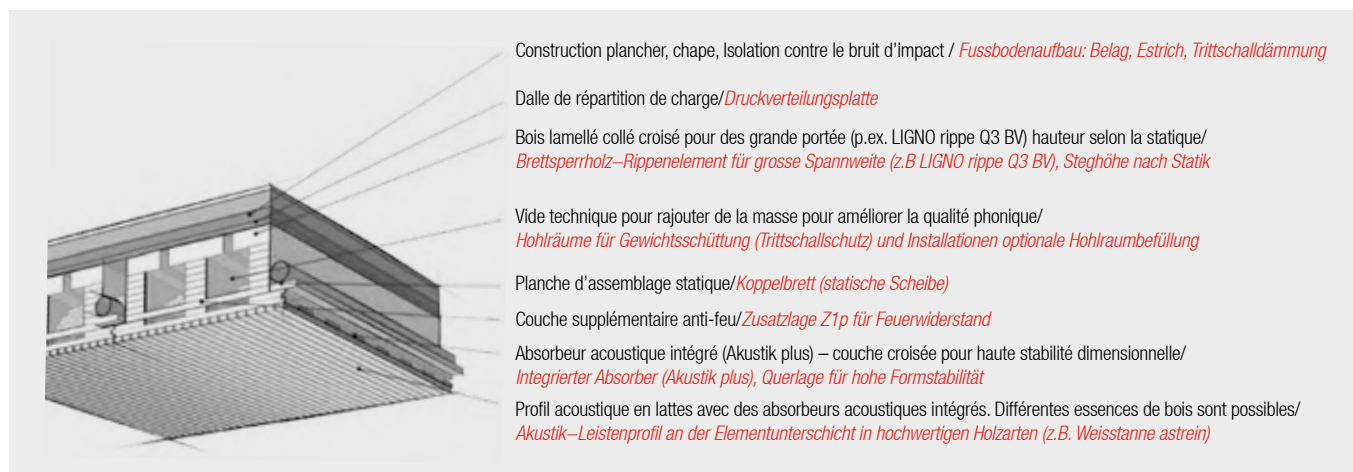 Construction plancher, chape, Isolation contre le bruit d’impact / Fussbodenaufbau: Belag, Estrich, Trittschalldämmung
Dalle de répartition de charge/Druckverteilungsplatte
Bois lamellé collé croisé pour des grande portée (p.ex. LIGNO rippe Q3 BV) hauteur selon la statique/
Brettsperrholz–Rippenelement für grosse Spannweite (z.B LIGNO rippe Q3 BV), Steghöhe nach Statik
Vide technique pour rajouter de la masse pour améliorer la qualité phonique/
Hohlräume für Gewichtsschüttung (Trittschallschutz) und Installationen optionale Hohlraumbefüllung
Planche d’assemblage statique/Koppelbrett (statische Scheibe)
Couche supplémentaire anti-feu/Zusatzlage Z1p für Feuerwiderstand
Absorbeur acoustique intégré (Akustik plus) – couche croisée pour haute stabilité dimensionnelle/
Integrierter Absorber (Akustik plus), Querlage für hohe Formstabilität
Profil acoustique en lattes avec des absorbeurs acoustiques intégrés. Différentes essences de bois sont possibles/
Akustik–Leistenprofil an der Elementunterschicht in hochwertigen Holzarten (z.B. Weisstanne astrein)